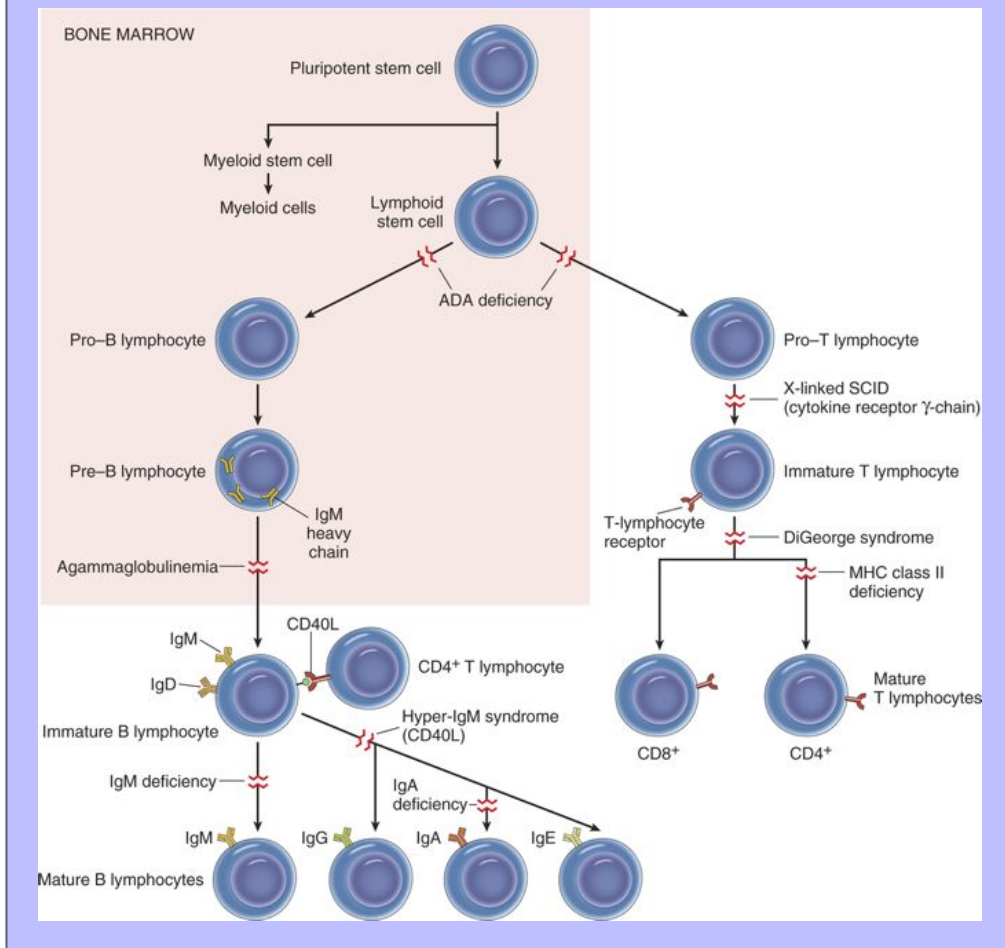 BONE MARROW
Pluripotent stem cell
Myeloid stem cell
Myeloid cells
Lymphoid
stem cell
ADA deficiency
Pro–B lymphocyte
Pro–T lymphocyte
X-linked SCID
(cytokine receptor γ-chain)
Pre–B lymphocyte
IgM
heavy
chain
Immature T lymphocyte
T-lymphocyte
receptor
DiGeorge syndrome
Agammaglobulinemia
MHC class II
deficiency
IgM
IgD
CD40L
CD4+ T lymphocyte
Immature B lymphocyte
Mature
T lymphocytes
CD8+
CD4+
Hyper-IgM syndrome
(CD40L)
IgM deficiency
IgA
deficiency
IgM
IgG
IgA
IgE
Mature B lymphocytes